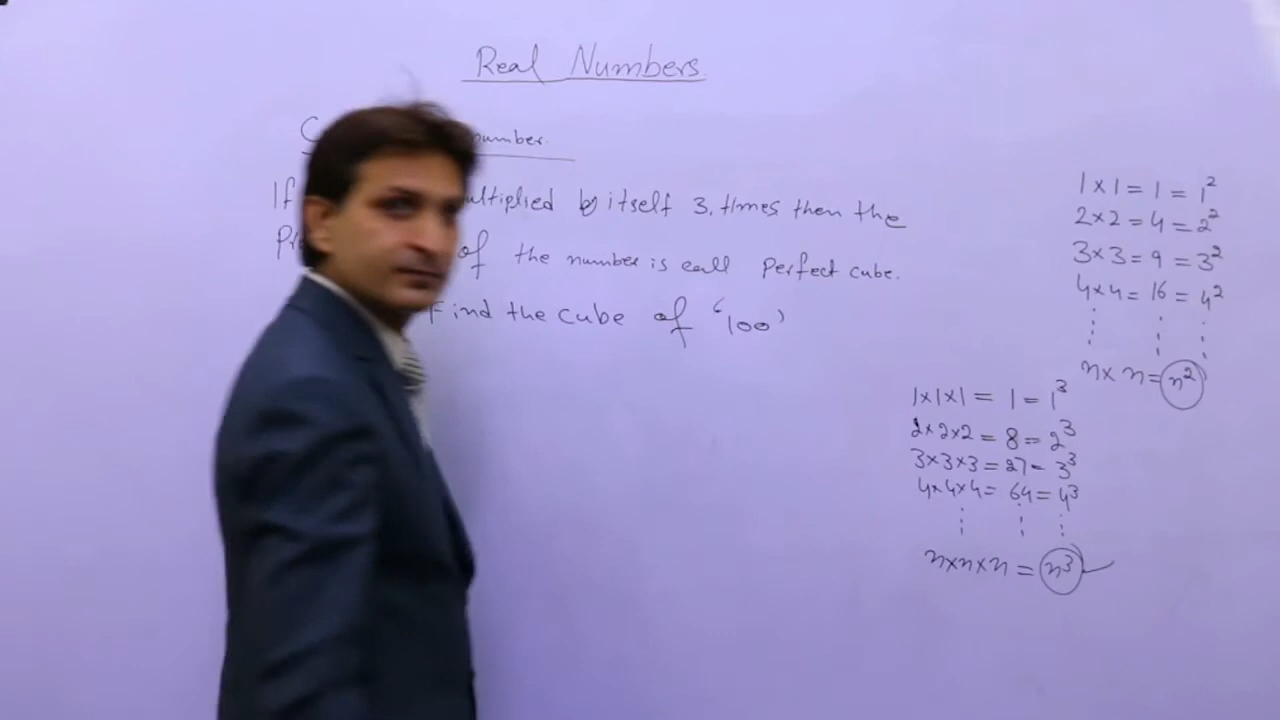 Real Numbers
number.
If ultiplied by itself 3, times then the
Pr of the number is call perfect cube.
Find the cube of '100'
1×1=1=1²
2×2=4=2²
3×3=9=3²
4×4=16=4²
n×n=n²
1×1×1=1=1³
2×2×2=8=2³
3×3×3=27=3³
4×4×4=64=4³
n×n×n=n³